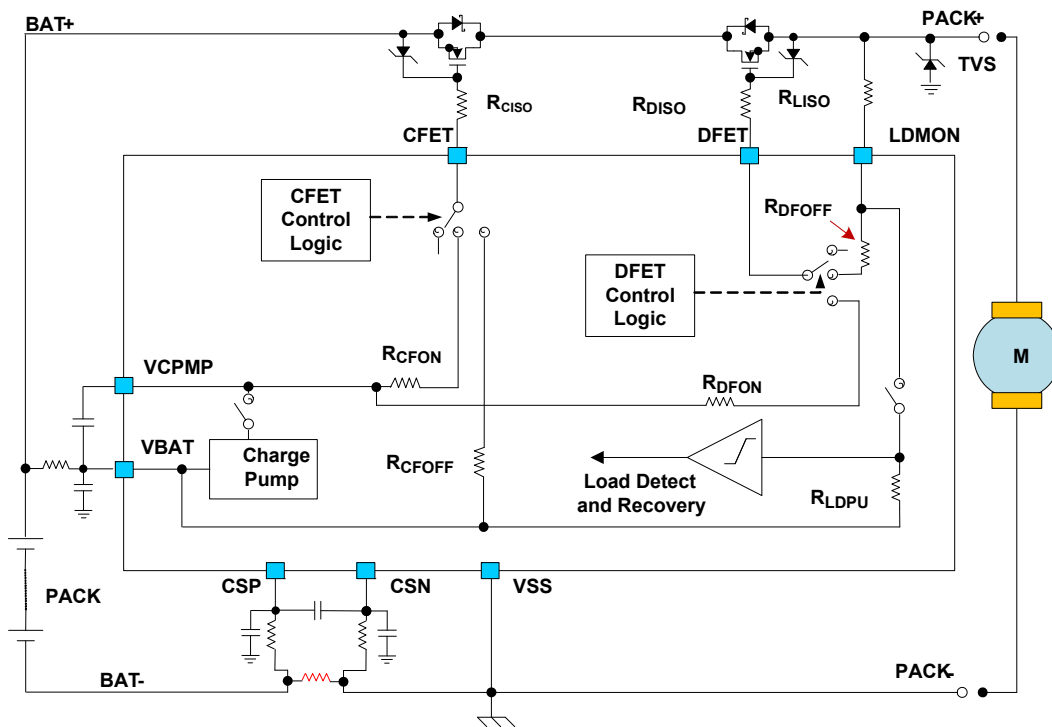 BAT+
PACK+
TVS
RCISO
RDISO
RLISO
CFET
DFET
LDMON
CFET
Control
Logic
RDFOFF
DFET
Control
Logic
M
VCPMP
RCFON
RDFON
VBAT
Charge
Pump
RCFOFF
Load Detect
and Recovery
RLDPU
PACK
CSP
CSN
VSS
BAT-
PACK-